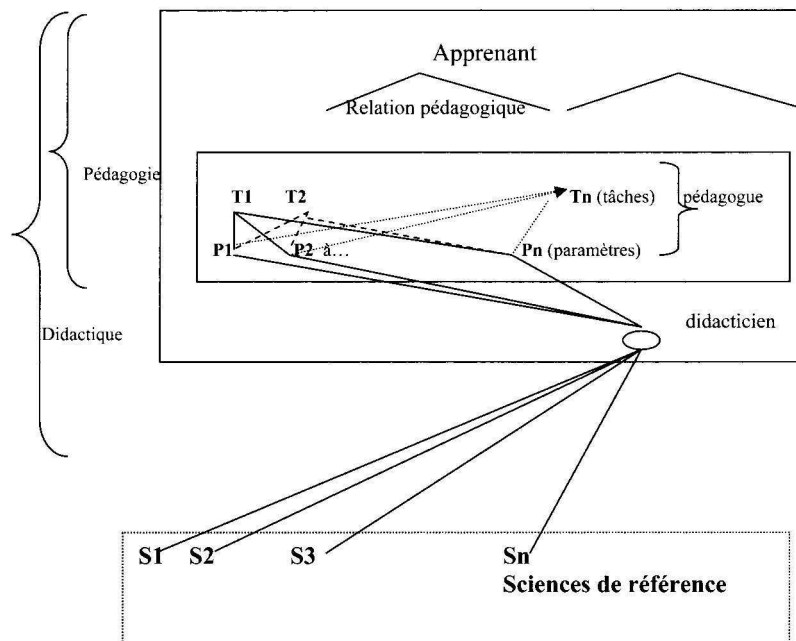 Apprenant
Relation pédagogique
Pédagogie
T1 T2 Tn (tâches) pédagogue
P1 P2 à... Pn (paramètres)
Didactique
didacticien
S1 S2 S3 Sn
Sciences de référence